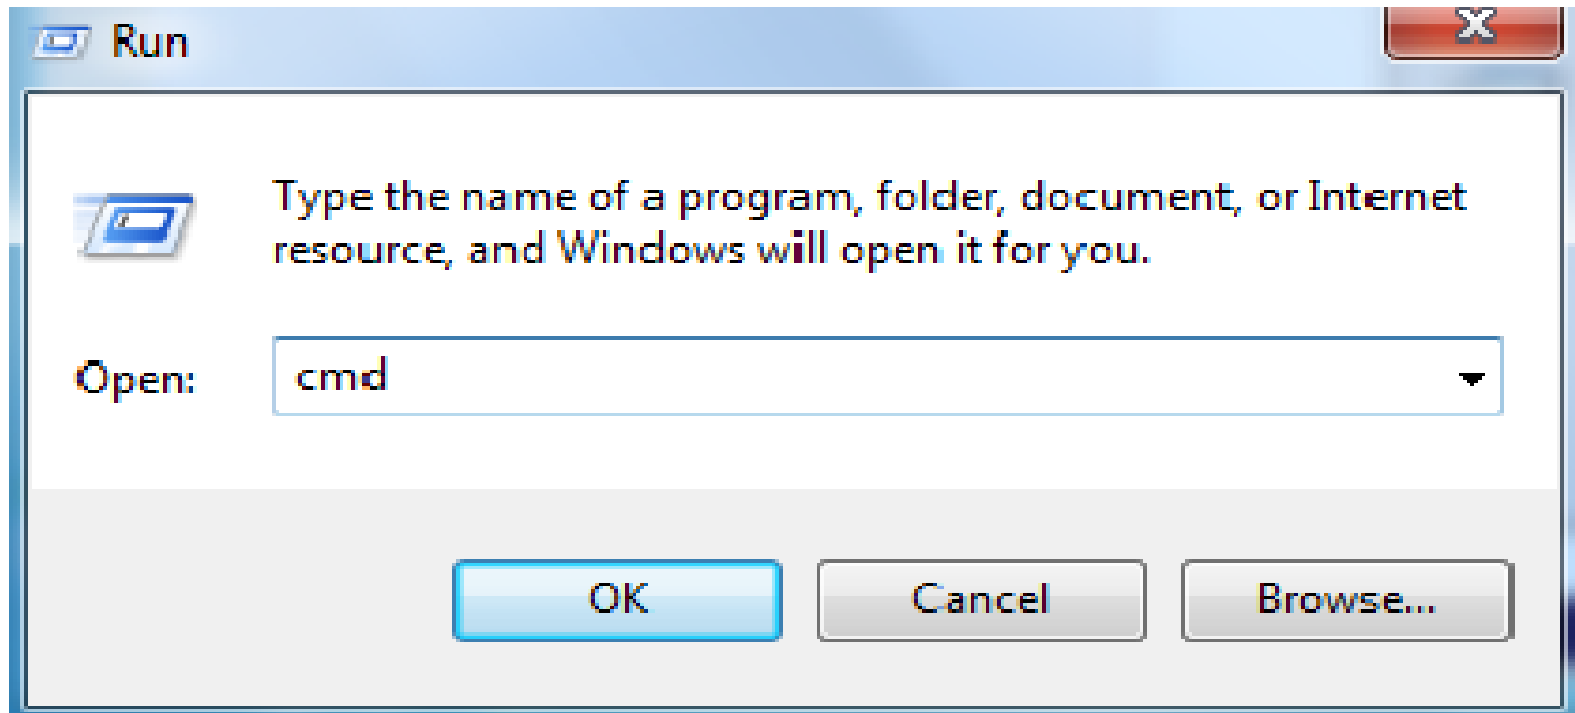 Run
Type the name of a program, folder, document, or Internet
resource, and Windows will open it for you.
Open: cmd
OK Cancel Browse...